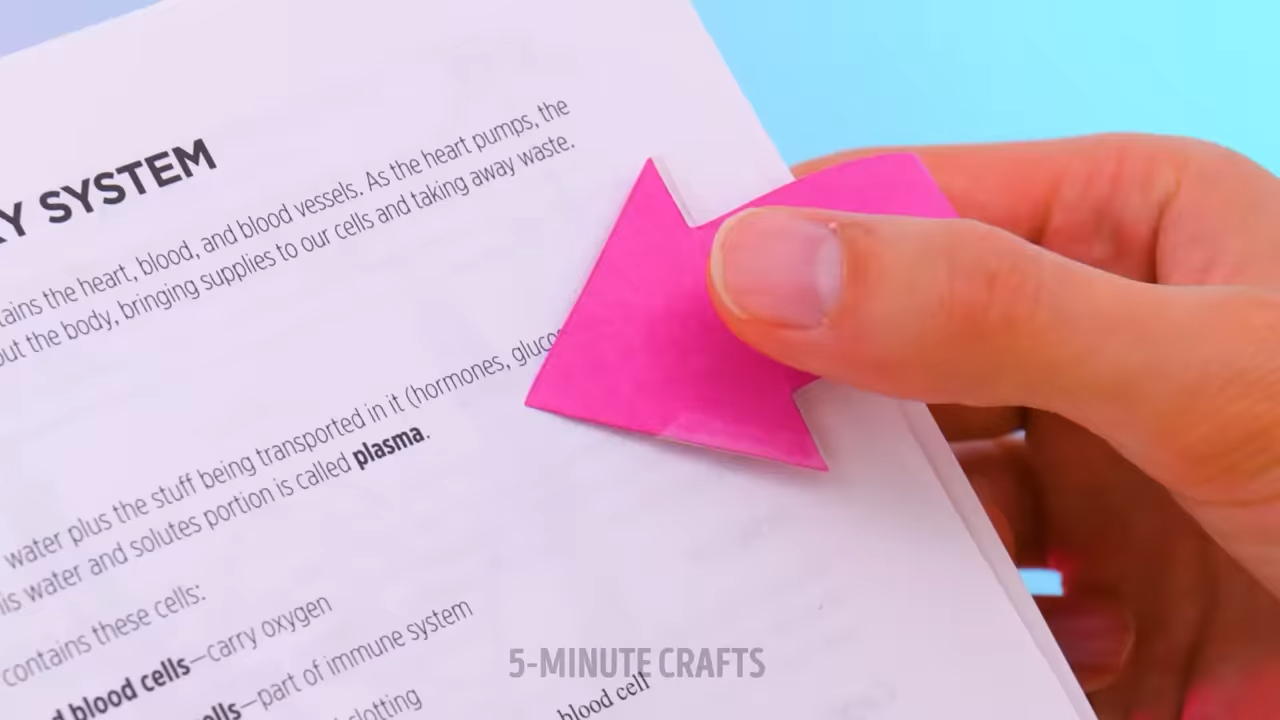 Y SYSTEM
tains the heart, blood, and blood vessels. As the heart pumps, the
out the body, bringing supplies to our cells and taking away waste.
water plus the stuff being transported in it (hormones, gluco
is water and solutes portion is called plasma.
contains these cells:
d blood cells—carry oxygen
ells—part of immune system
clotting
blood cell
5-MINUTE CRAFTS